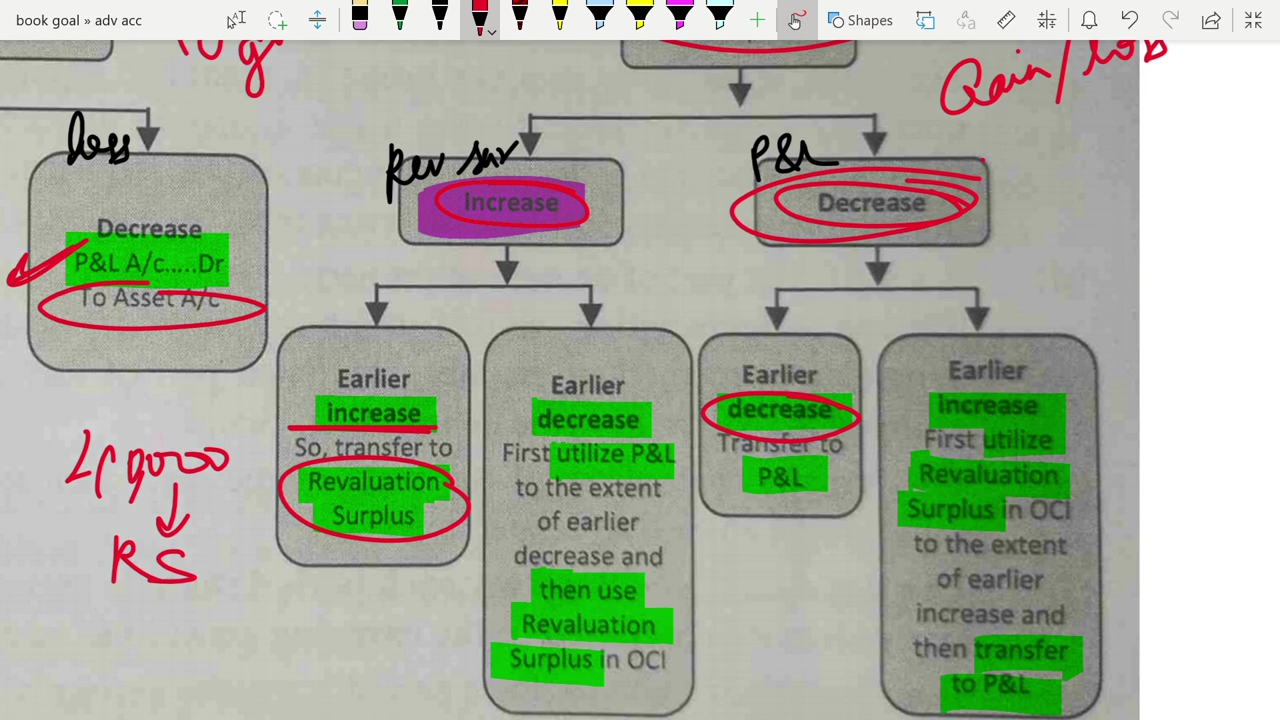 book goal » adv acc
Shapes
Gain/loss
loss
Decrease
P&L A/c.....Dr
To Asset A/c
Rev sur
Increase
P&L
Decrease
Earlier
increase
So, transfer to
Revaluation
Surplus
Earlier
decrease
First utilize P&L
to the extent
of earlier
decrease and
then use
Revaluation
Surplus in OCI
Earlier
decrease
Transfer to
P&L
Earlier
increase
First utilize
Revaluation
Surplus in OCI
to the extent
of earlier
increase and
then transfer
to P&L
RS